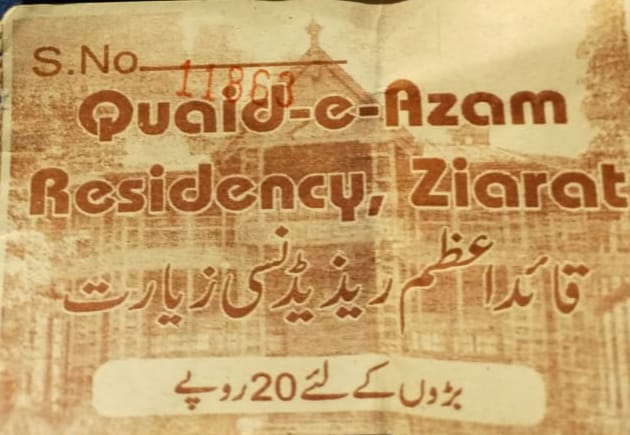 S.No 11863
Quaid-e-Azam
Residency, Ziarat
قائداعظم ریذیڈنسی زیارت
بڑوں کے لئے 20 روپے